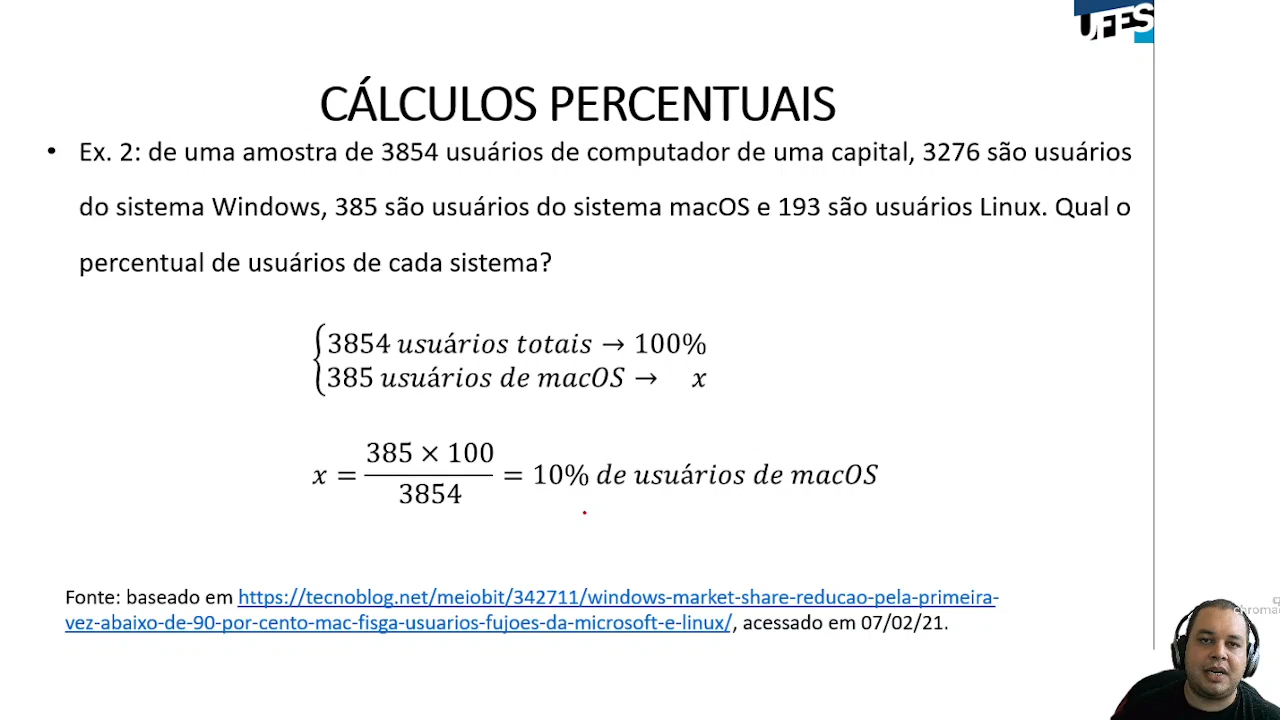 UFES
CÁLCULOS PERCENTUAIS
• Ex. 2: de uma amostra de 3854 usuários de computador de uma capital, 3276 são usuários
do sistema Windows, 385 são usuários do sistema macOS e 193 são usuários Linux. Qual o
percentual de usuários de cada sistema?
3854 usuários totais → 100%
385 usuários de macOS → x
x = 385 × 100 / 3854 = 10% de usuários de macOS
Fonte: baseado em https://tecnoblog.net/meiobit/342711/windows-market-share-reducao-pela-primeira-
vez-abaixo-de-90-por-cento-mac-fisga-usuarios-fujoes-da-microsoft-e-linux/, acessado em 07/02/21.